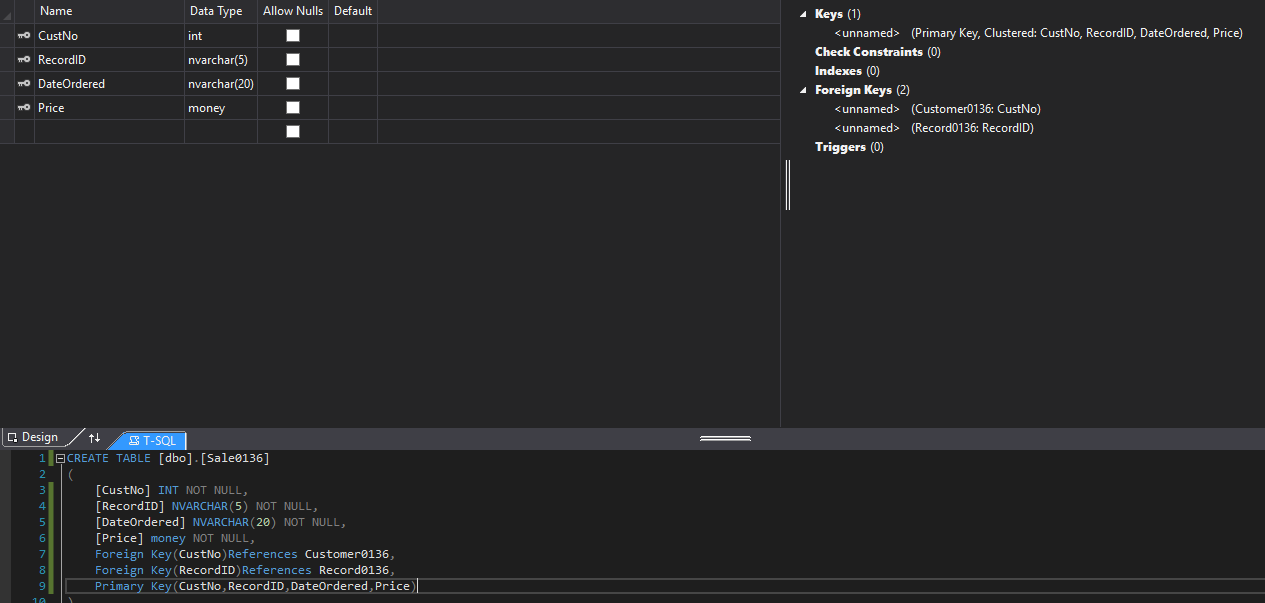 Name Data Type Allow Nulls Default
CustNo int
RecordID nvarchar(5)
DateOrdered nvarchar(20)
Price money
Keys (1)
<unnamed> (Primary Key, Clustered: CustNo, RecordID, DateOrdered, Price)
Check Constraints (0)
Indexes (0)
Foreign Keys (2)
<unnamed> (Customer0136: CustNo)
<unnamed> (Record0136: RecordID)
Triggers (0)
Design T-SQL
1 CREATE TABLE [dbo].[Sale0136]
2 (
3 [CustNo] INT NOT NULL,
4 [RecordID] NVARCHAR(5) NOT NULL,
5 [DateOrdered] NVARCHAR(20) NOT NULL,
6 [Price] money NOT NULL,
7 Foreign Key(CustNo)References Customer0136,
8 Foreign Key(RecordID)References Record0136,
9 Primary Key(CustNo,RecordID,DateOrdered,Price)
10 )